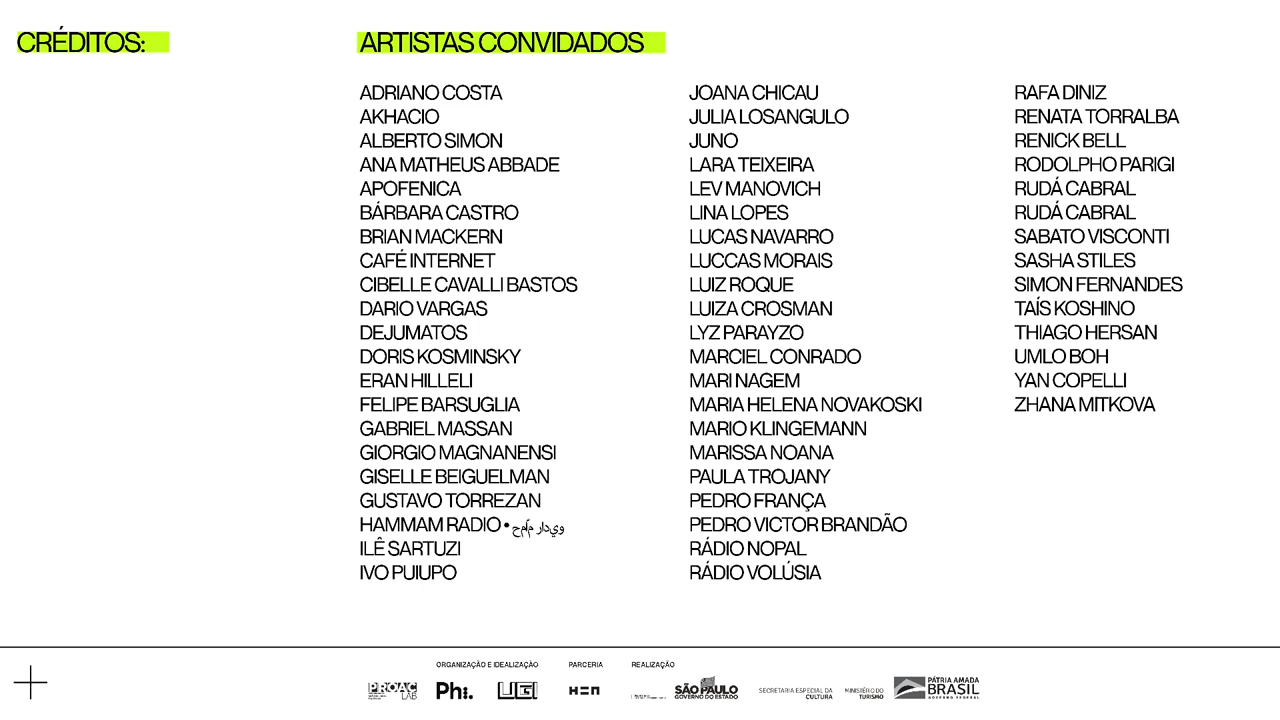 CRÉDITOS:
ARTISTAS CONVIDADOS
ADRIANO COSTA
AKHACIO
ALBERTO SIMON
ANA MATHEUS ABBADE
APOFENICA
BÁRBARA CASTRO
BRIAN MACKERN
CAFÉ INTERNET
CIBELLE CAVALLI BASTOS
DARIO VARGAS
DEJUMATOS
DORIS KOSMINSKY
ERAN HILLELI
FELIPE BARSUGLIA
GABRIEL MASSAN
GIORGIO MAGNANENSI
GISELLE BEIGUELMAN
GUSTAVO TORREZAN
HAMMAM RADIO •
ILÊ SARTUZI
IVO PUIUPO
JOANA CHICAU
JULIA LOSANGULO
JUNO
LARA TEIXEIRA
LEV MANOVICH
LINA LOPES
LUCAS NAVARRO
LUCCAS MORAIS
LUIZ ROQUE
LUIZA CROSMAN
LYZ PARAYZO
MARCIEL CONRADO
MARI NAGEM
MARIA HELENA NOVAKOSKI
MARIO KLINGEMANN
MARISSA NOANA
PAULA TROJANY
PEDRO FRANÇA
PEDRO VICTOR BRANDÃO
RÁDIO NOPAL
RÁDIO VOLÚSIA
RAFA DINIZ
RENATA TORRALBA
RENICK BELL
RODOLPHO PARIGI
RUDÁ CABRAL
RUDÁ CABRAL
SABATO VISCONTI
SASHA STILES
SIMON FERNANDES
TAÍS KOSHINO
THIAGO HERSAN
UMLO BOH
YAN COPELLI
ZHANA MITKOVA
ORGANIZAÇÃO E IDEALIZAÇÃO
PARCERIA
REALIZAÇÃO
PROAC
LAB
Phi.
UGI
HEN
SÃO PAULO
GOVERNO DO ESTADO
SECRETARIA ESPECIAL DA
CULTURA
MINISTÉRIO DO
TURISMO
PÁTRIA AMADA
BRASIL
GOVERNO FEDERAL